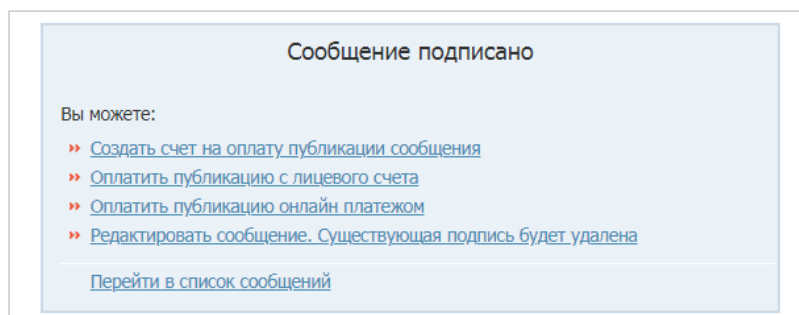 Сообщение подписано
Вы можете:
Создать счет на оплату публикации сообщения
Оплатить публикацию с лицевого счета
Оплатить публикацию онлайн платежом
Редактировать сообщение. Существующая подпись будет удалена
Перейти в список сообщений